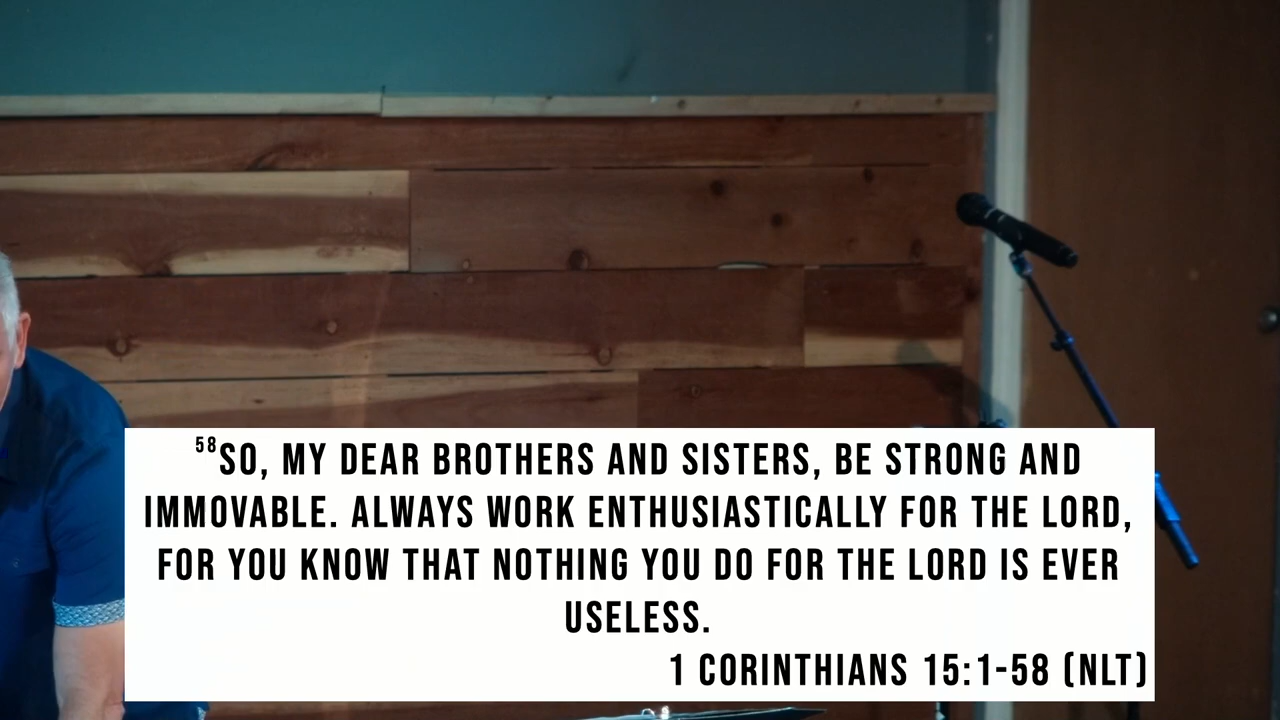 ⁵⁸SO, MY DEAR BROTHERS AND SISTERS, BE STRONG AND
IMMOVABLE. ALWAYS WORK ENTHUSIASTICALLY FOR THE LORD,
FOR YOU KNOW THAT NOTHING YOU DO FOR THE LORD IS EVER
USELESS.
1 CORINTHIANS 15:1-58 (NLT)